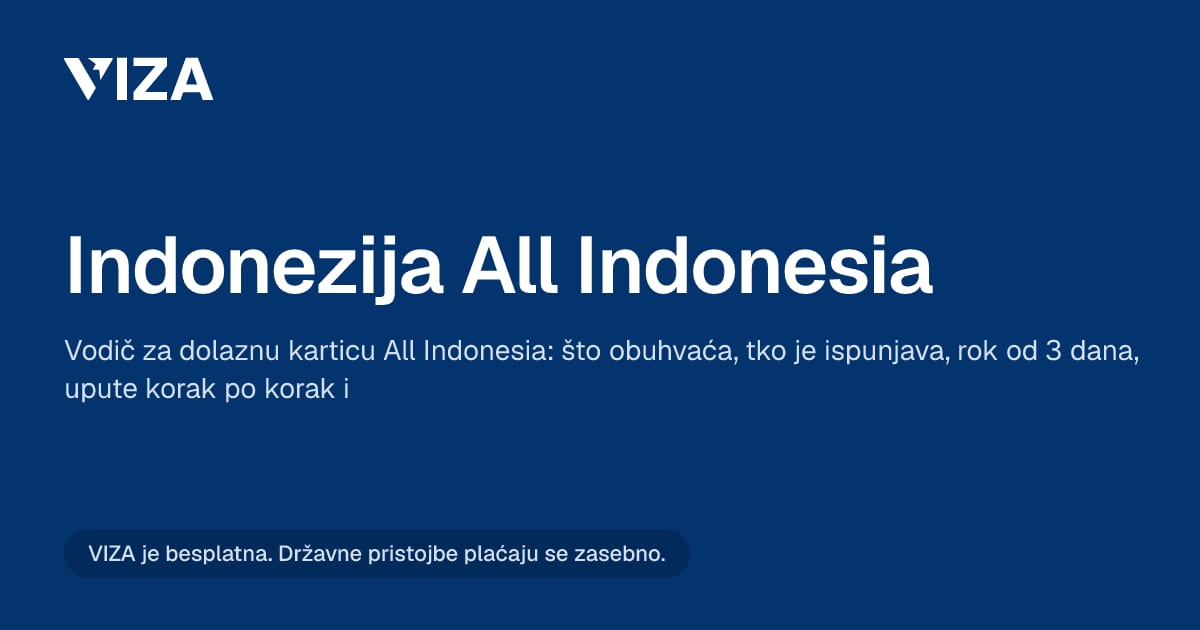 VIZA
Indonezija All Indonesia
Vodič za dolaznu karticu All Indonesia: što obuhvaća, tko je ispunjava, rok od 3 dana,
upute korak po korak i
VIZA je besplatna. Državne pristojbe plaćaju se zasebno.